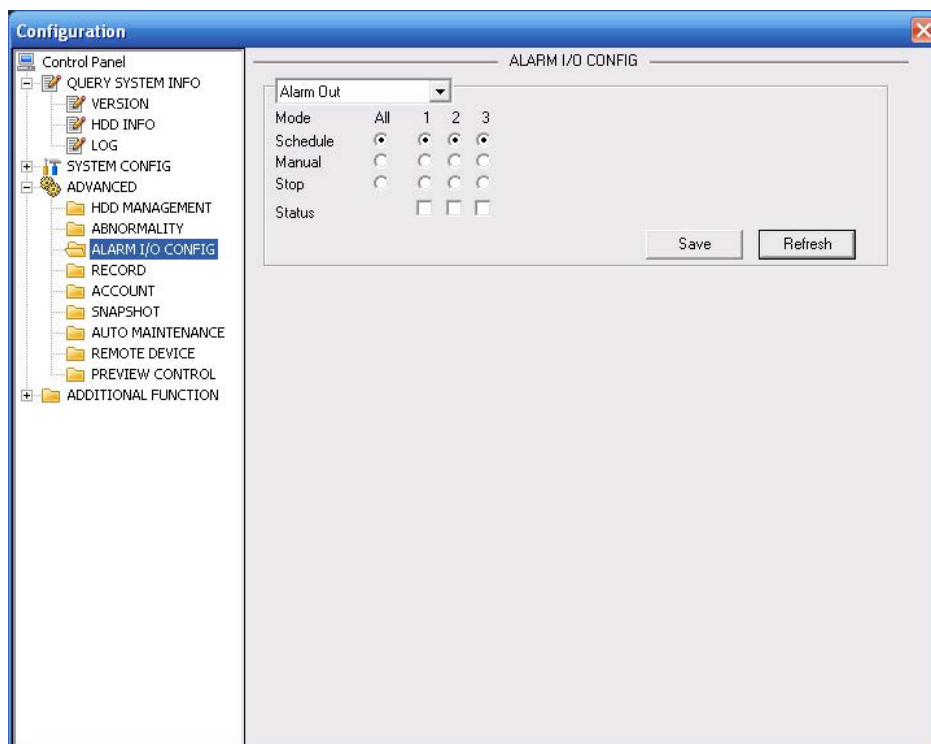 Configuration
Control Panel
QUERY SYSTEM INFO
VERSION
HDD INFO
LOG
SYSTEM CONFIG
ADVANCED
HDD MANAGEMENT
ABNORMALITY
ALARM I/O CONFIG
RECORD
ACCOUNT
SNAPSHOT
AUTO MAINTENANCE
REMOTE DEVICE
PREVIEW CONTROL
ADDITIONAL FUNCTION
ALARM I/O CONFIG
Alarm Out
Mode All 1 2 3
Schedule
Manual
Stop
Status
Save Refresh